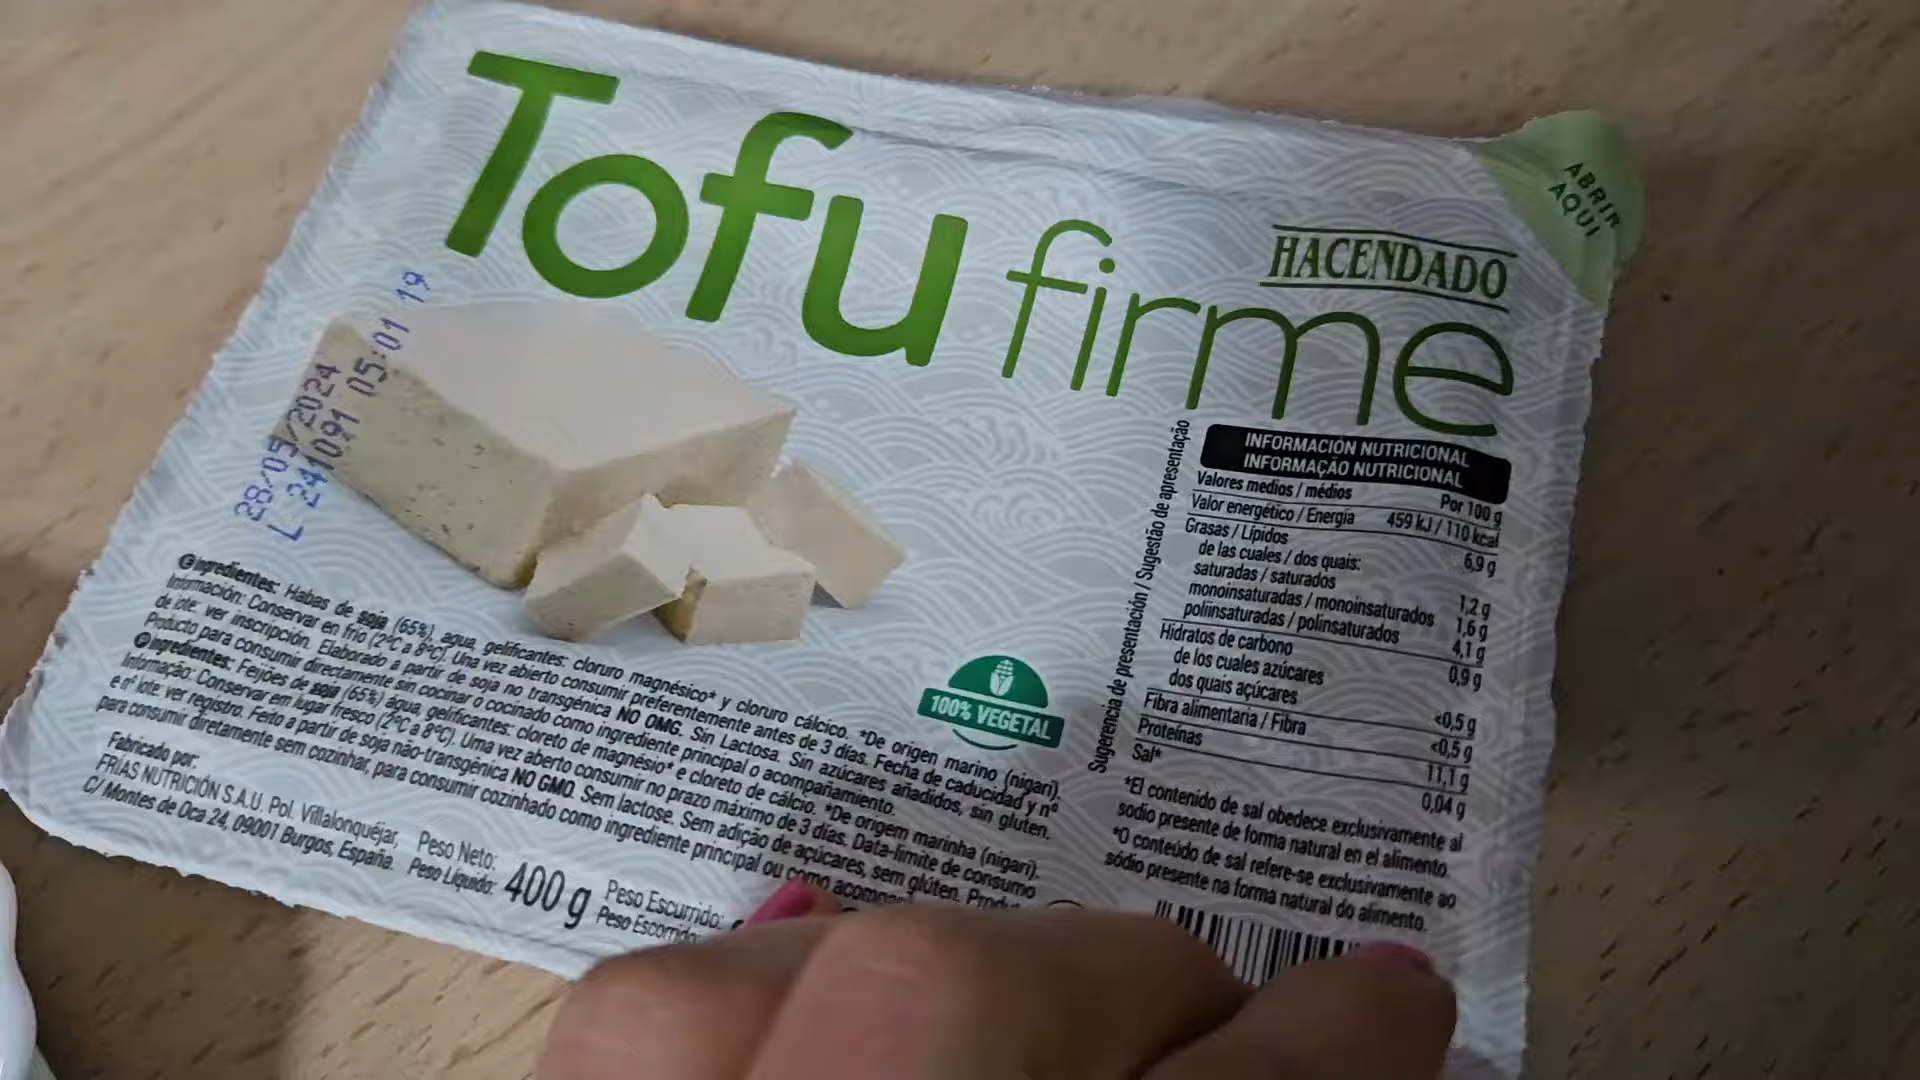 Tofu firme
HACENDADO
ABRIR
AQUI
28/05/2024
L 241091 05:01 19
INFORMACIÓN NUTRICIONAL
INFORMAÇÃO NUTRICIONAL
Valores medios / médios Por 100 g
Valor energético / Energia 459 kJ / 110 kcal
Grasas / Lípidos 6,9 g
de las cuales / dos quais:
saturadas / saturados 1,2 g
monoinsaturadas / monoinsaturados 1,6 g
poliinsaturadas / polinsaturados 4,1 g
Hidratos de carbono 0,9 g
de los cuales azúcares
dos quais açúcares <0,5 g
Fibra alimentaria / Fibra <0,5 g
Proteínas 11,1 g
Sal* 0,04 g
*El contenido de sal obedece exclusivamente al
sodio presente de forma natural en el alimento.
*O conteúdo de sal refere-se exclusivamente ao
sódio presente na forma natural do alimento.
Sugerencia de presentación / Sugestão de apresentação
100% VEGETAL
E Ingredientes: Habas de soja (65%), agua, gelificantes: cloruro magnésico* y cloruro cálcico. *De origen marino (nigari).
Información: Conservar en frío (2ºC a 8ºC). Una vez abierto consumir preferentemente antes de 3 días. Fecha de caducidad y nº
de lote: ver inscripción. Elaborado a partir de soja no transgénica NO OMG. Sin Lactosa. Sin azúcares añadidos, sin gluten.
Producto para consumir directamente sin cocinar o cocinado como ingrediente principal o acompañamiento.
P Ingredientes: Feijões de soja (65%) água, gelificantes: cloreto de magnésio* e cloreto de cálcio. *De origem marinha (nigari).
Informação: Conservar em lugar fresco (2ºC a 8ºC). Uma vez aberto consumir no prazo máximo de 3 dias. Data-limite de consumo
e nº lote: ver registro. Feito a partir de soja não-transgênica NO GMO. Sem lactose. Sem adição de açúcares, sem glúten.
para consumir diretamente sem cozinhar, para consumir cozinhado como ingrediente principal ou como
Fabricado por:
FRÍAS NUTRICIÓN S.A.U. Pol. Villalonquéjar,
C/ Montes de Oca 24, 09001 Burgos, España.
Peso Neto:
Peso Líquido:
400 g
Peso Escurrido:
Peso Escorrido: